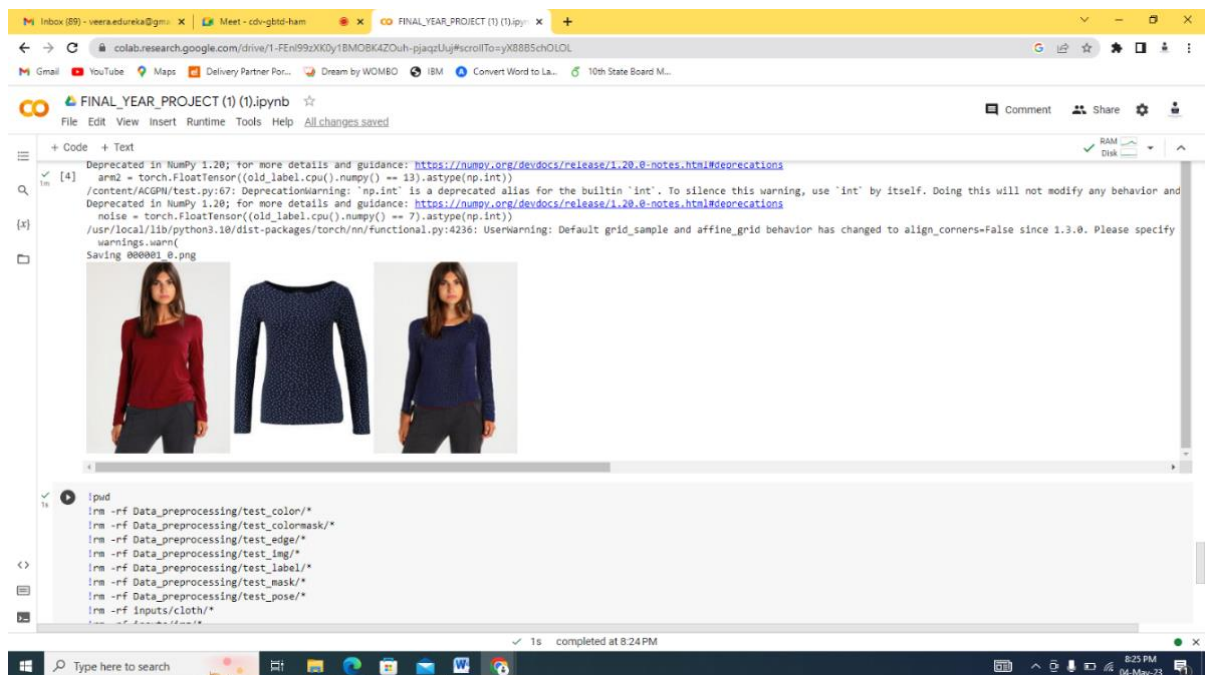 Inbox (89) - veera.edureka@gma
Meet - cdv-gbtd-ham
FINAL_YEAR_PROJECT (1) (1).ipyn
colab.research.google.com/drive/1-FEnI99zXK0y1BMOBK4ZOuh-pjaqzUuj#scrollTo=yX88B5chOLOL
Gmail YouTube Maps Delivery Partner Por... Dream by WOMBO IBM Convert Word to La... 10th State Board M...
FINAL_YEAR_PROJECT (1) (1).ipynb
Comment Share
File Edit View Insert Runtime Tools Help All changes saved
+ Code + Text
RAM
Disk
Deprecated in NumPy 1.20; for more details and guidance: https://numpy.org/devdocs/release/1.20.0-notes.html#deprecations
[4] arm2 = torch.FloatTensor((old_label.cpu().numpy() == 13).astype(np.int))
1m
/content/ACGPN/test.py:67: DeprecationWarning: `np.int` is a deprecated alias for the builtin `int`. To silence this warning, use `int` by itself. Doing this will not modify any behavior and
Deprecated in NumPy 1.20; for more details and guidance: https://numpy.org/devdocs/release/1.20.0-notes.html#deprecations
noise = torch.FloatTensor((old_label.cpu().numpy() == 7).astype(np.int))
{x}
/usr/local/lib/python3.10/dist-packages/torch/nn/functional.py:4236: UserWarning: Default grid_sample and affine_grid behavior has changed to align_corners=False since 1.3.0. Please specify
warnings.warn(
Saving 000001_0.png
1s
!pwd
!rm -rf Data_preprocessing/test_color/*
!rm -rf Data_preprocessing/test_colormask/*
!rm -rf Data_preprocessing/test_edge/*
!rm -rf Data_preprocessing/test_img/*
!rm -rf Data_preprocessing/test_label/*
!rm -rf Data_preprocessing/test_mask/*
!rm -rf Data_preprocessing/test_pose/*
!rm -rf inputs/cloth/*
1s completed at 8:24 PM
Type here to search
8:25 PM
04-May-23